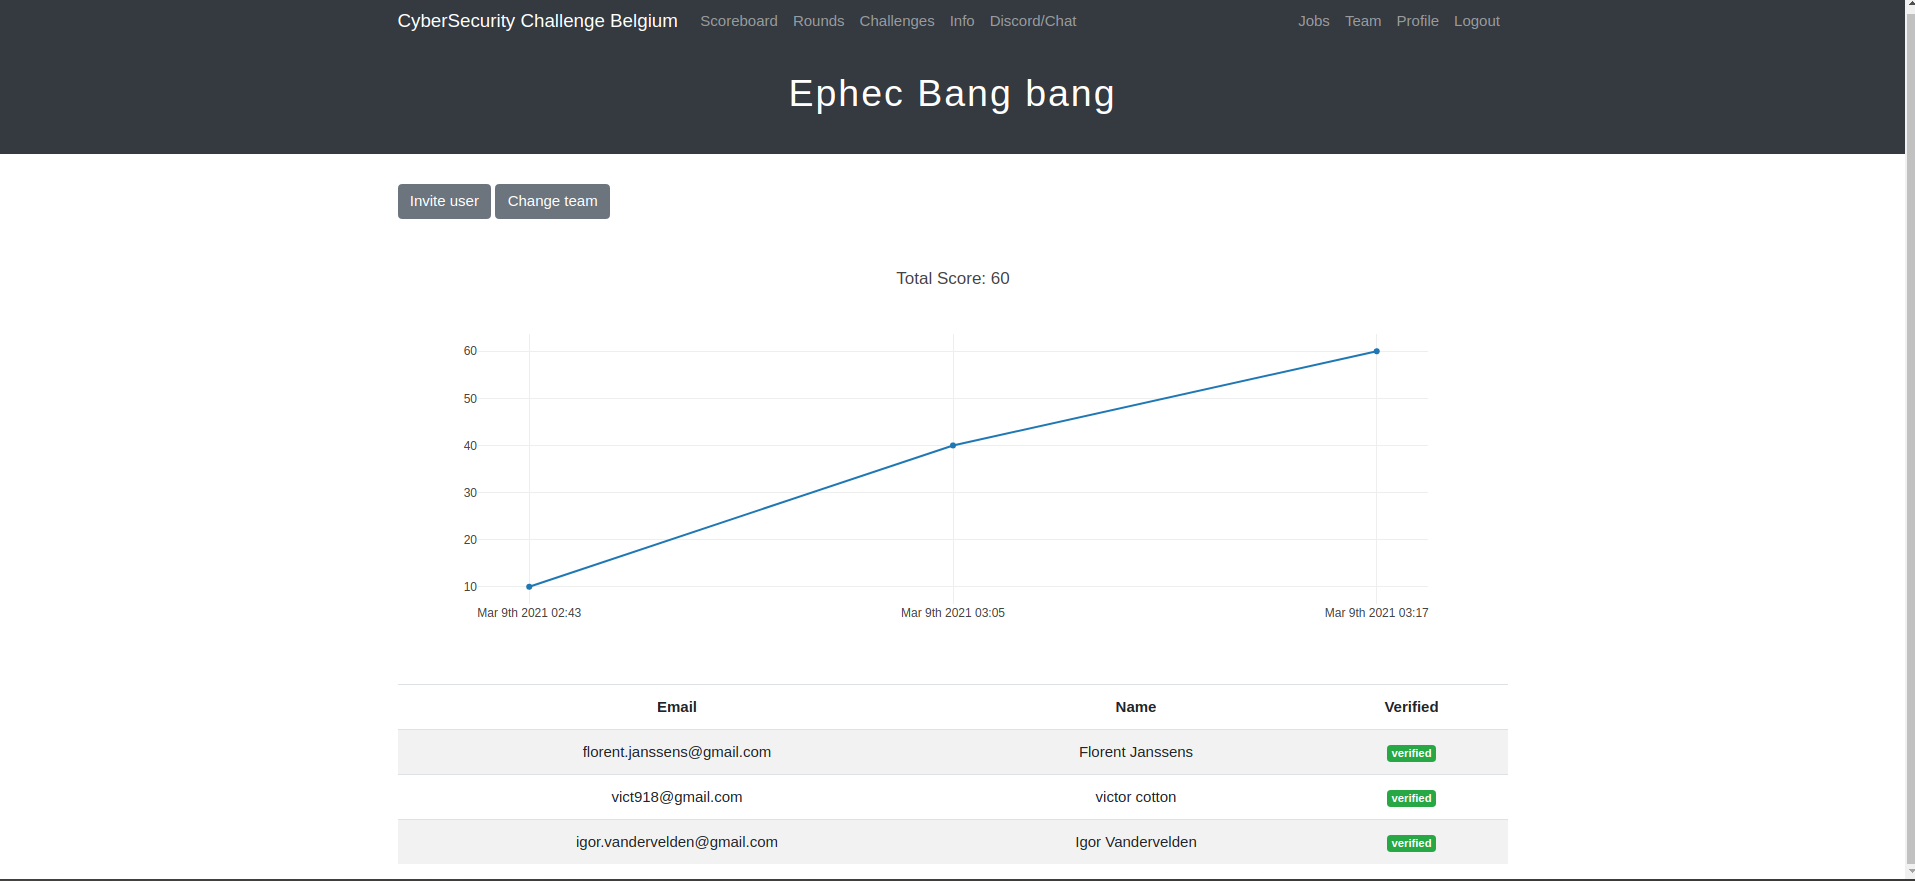 CyberSecurity Challenge Belgium Scoreboard Rounds Challenges Info Discord/Chat Jobs Team Profile Logout
Ephec Bang bang
Invite user Change team
Total Score: 60
60
50
40
30
20
10
Mar 9th 2021 02:43 Mar 9th 2021 03:05 Mar 9th 2021 03:17
Email Name Verified
florent.janssens@gmail.com Florent Janssens verified
vict918@gmail.com victor cotton verified
igor.vandervelden@gmail.com Igor Vandervelden verified